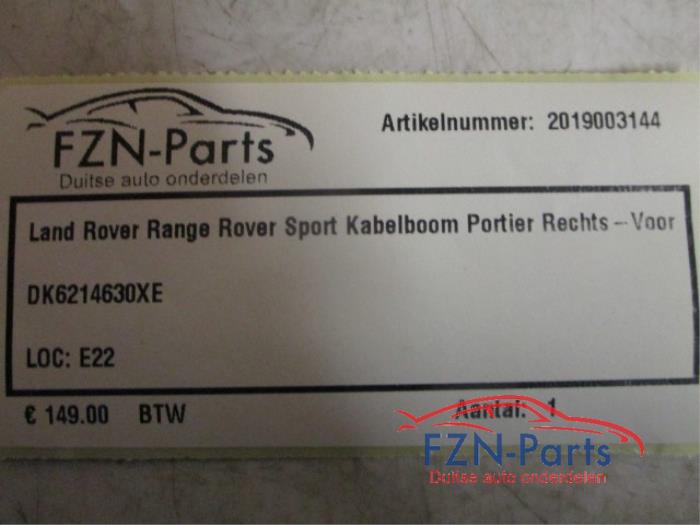 FZN-Parts
Duitse auto onderdelen
Artikelnummer: 2019003144
Land Rover Range Rover Sport Kabelboom Portier Rechts-Voor
DK6214630XE
LOC: E22
€ 149.00 BTW
Aantal: 1
FZN-Parts
Duitse auto onderdelen